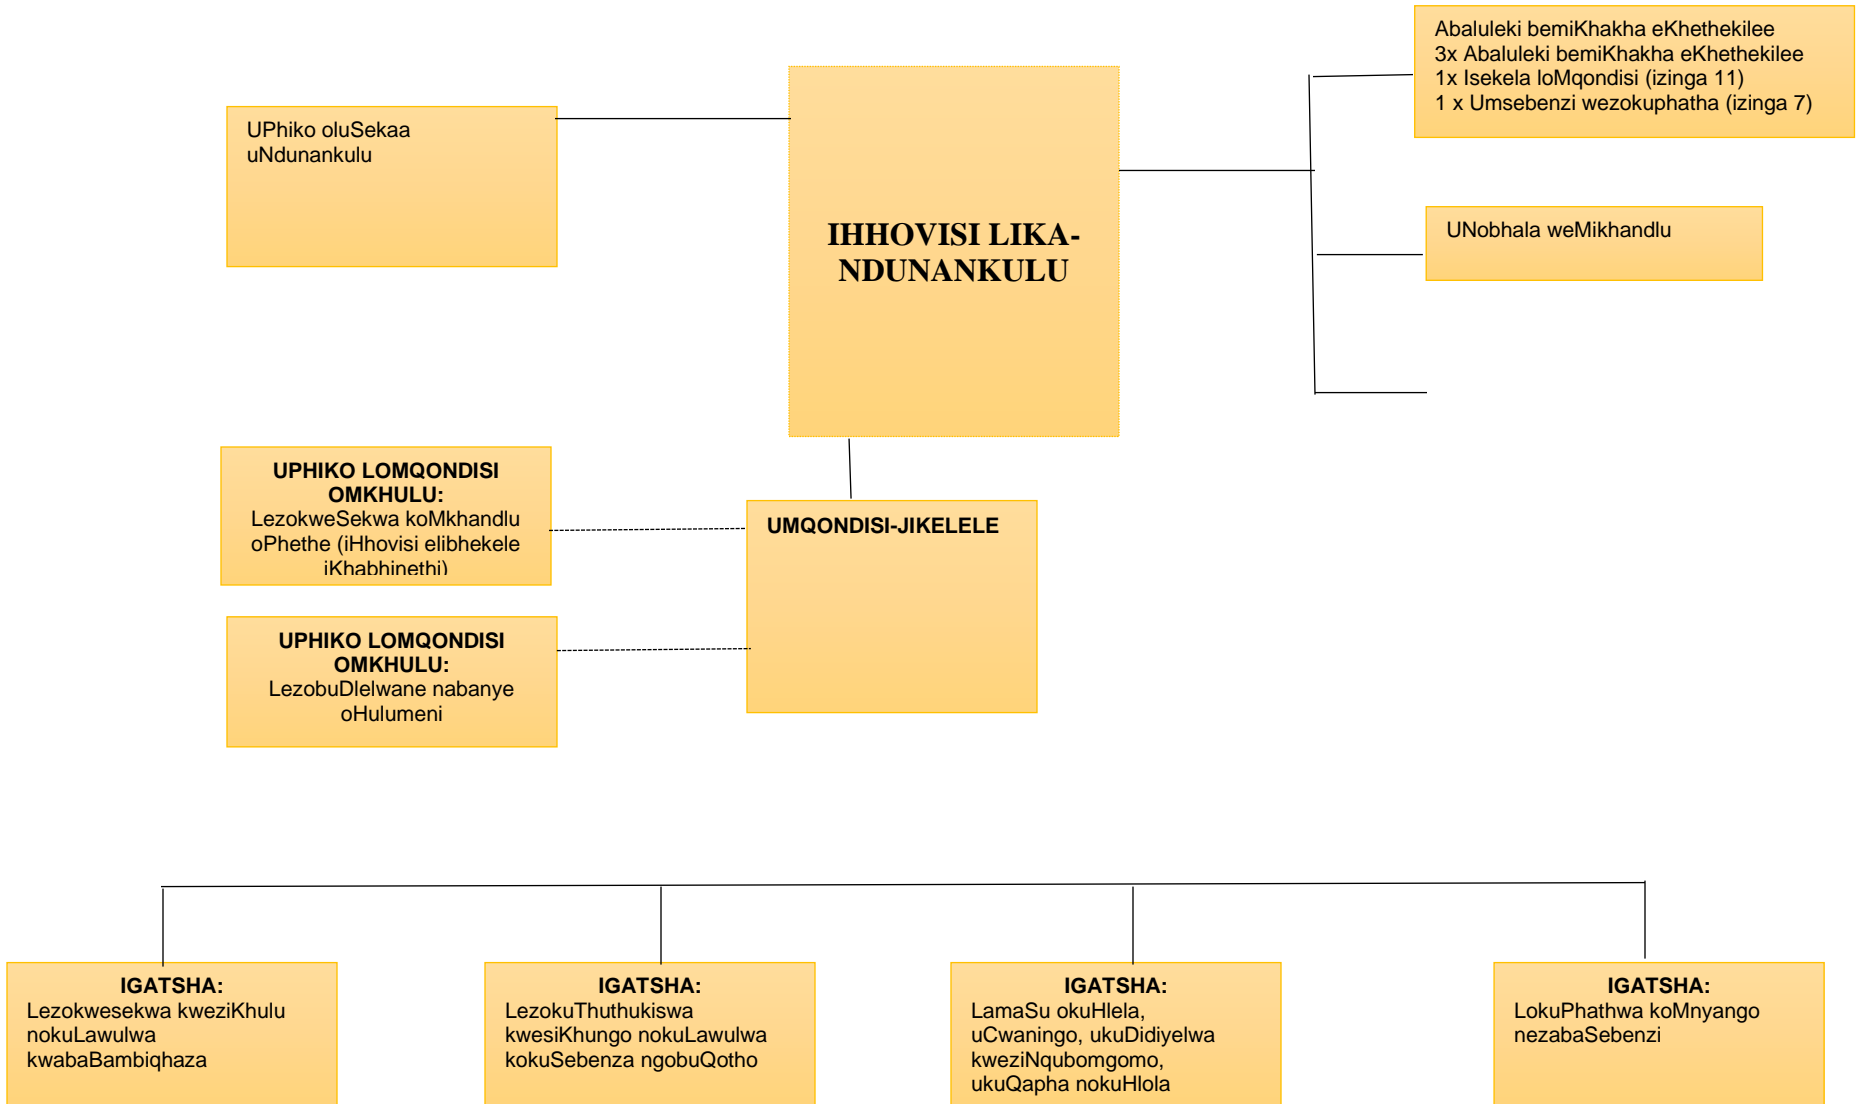 Abaluleki bemiKhakha eKhethekilee
3x Abaluleki bemiKhakha eKhethekilee
1x Isekela loMqondisi (izinga 11)
1 x Umsebenzi wezokuphatha (izinga 7)
UPhiko oluSekaa
uNdunankulu
IHHOVISI LIKA-
NDUNANKULU
UNobhala weMikhandlu
UPHIKO LOMQONDISI
OMKHULU:
LezokweSekwa koMkhandlu
oPhethe (iHhovisi elibhekele
iKhabhinethi)
UMQONDISI-JIKELELE
UPHIKO LOMQONDISI
OMKHULU:
LezobuDlelwane nabanye
oHulumeni
IGATSHA:
Lezokwesekwa kweziKhulu
nokuLawulwa
kwabaBambiqhaza
IGATSHA:
LezokuThuthukiswa
kwesiKhungo nokuLawulwa
kokuSebenza ngobuQotho
IGATSHA:
LamaSu okuHlela,
uCwaningo, ukuDidiyelwa
kweziNqubomgomo,
ukuQapha nokuHlola
IGATSHA:
LokuPhathwa koMnyango
nezabaSebenzi